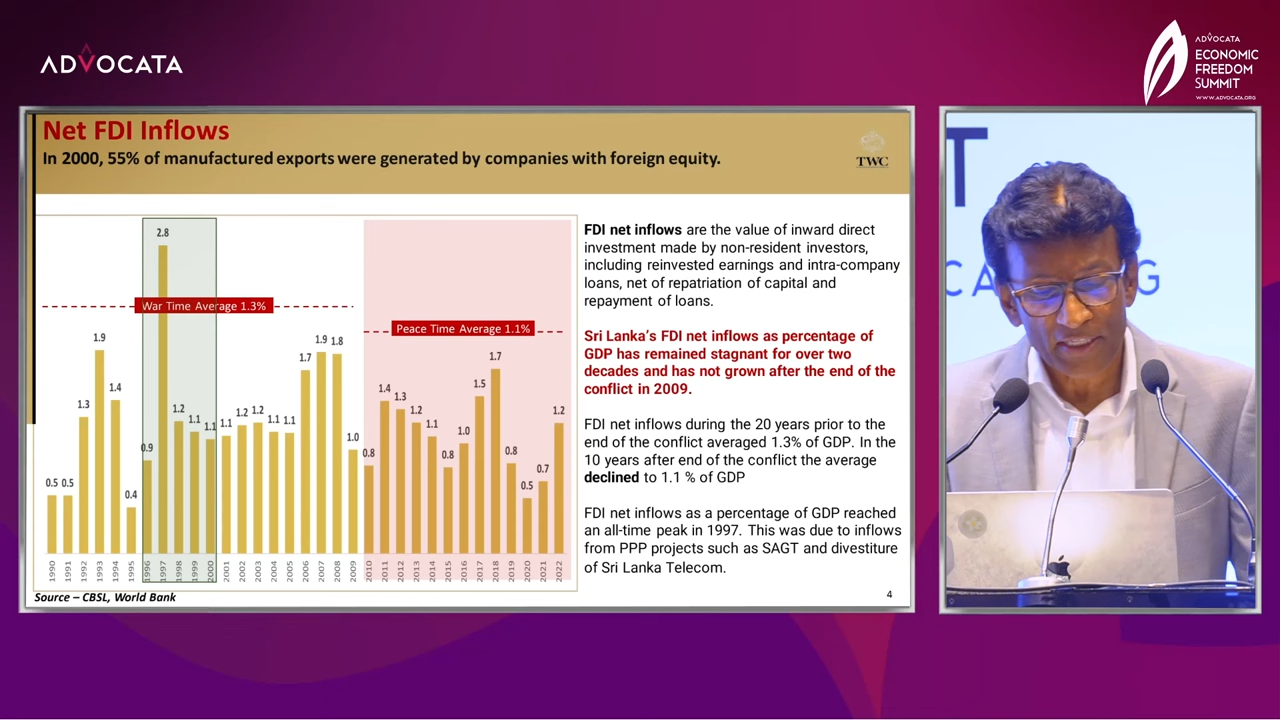 ADVOCATA
ADVOCATA
ECONOMIC
FREEDOM
SUMMIT
WWW.ADVOCATA.ORG
Net FDI Inflows
In 2000, 55% of manufactured exports were generated by companies with foreign equity.
TWC
2.8
War Time Average 1.3%
Peace Time Average 1.1%
0.5 0.5 1.3 1.9 1.4 0.4 0.9 1.2 1.1 1.1 1.1 1.2 1.2 1.1 1.1 1.7 1.9 1.8 1.0 0.8 1.4 1.3 1.2 1.1 0.8 1.0 1.5 1.7 0.8 0.5 0.7 1.2
1990 1991 1992 1993 1994 1995 1996 1997 1998 1999 2000 2001 2002 2003 2004 2005 2006 2007 2008 2009 2010 2011 2012 2013 2014 2015 2016 2017 2018 2019 2020 2021 2022
Source – CBSL, World Bank
FDI net inflows are the value of inward direct
investment made by non-resident investors,
including reinvested earnings and intra-company
loans, net of repatriation of capital and
repayment of loans.
Sri Lanka's FDI net inflows as percentage of
GDP has remained stagnant for over two
decades and has not grown after the end of the
conflict in 2009.
FDI net inflows during the 20 years prior to the
end of the conflict averaged 1.3% of GDP. In the
10 years after end of the conflict the average
declined to 1.1 % of GDP
FDI net inflows as a percentage of GDP reached
an all-time peak in 1997. This was due to inflows
from PPP projects such as SAGT and divestiture
of Sri Lanka Telecom.
4
T
CA
G